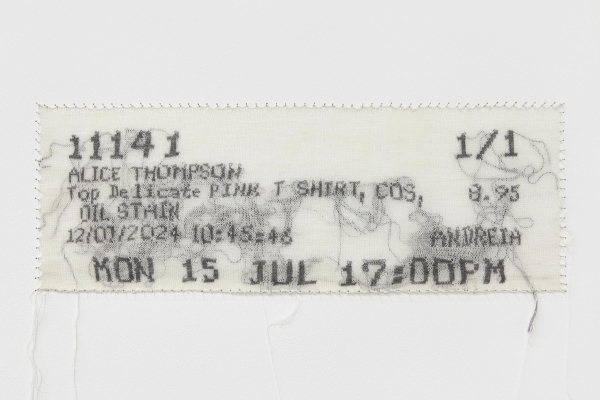 11141 1/1
ALICE THOMPSON
Top Delicate PINK T SHIRT, COS, 8.95
OIL STAIN
12/07/2024 10:45:46 ANDREIA
MON 15 JUL 17:00PM